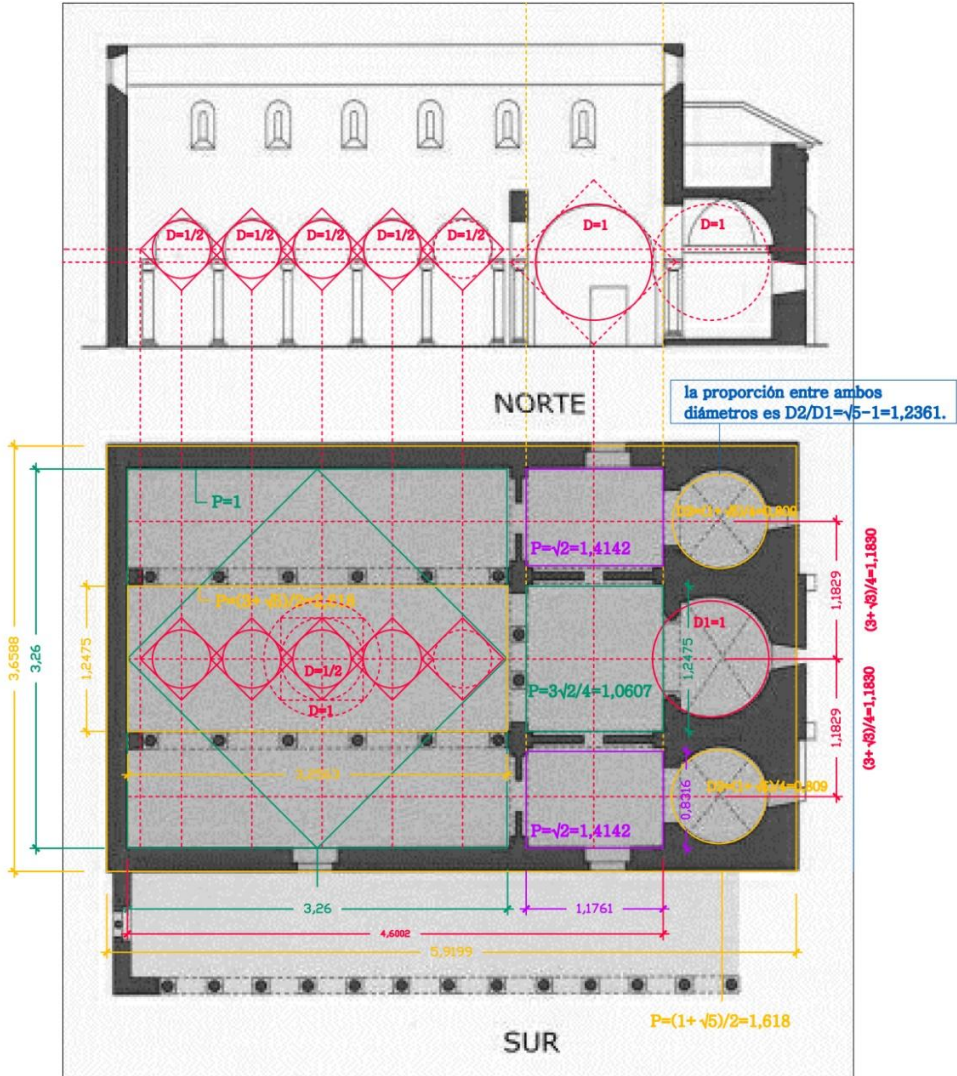 D=1/2
D=1/2
D=1/2
D=1/2
D=1/2
D=1
D=1
NORTE
la proporción entre ambos
diámetros es D2/D1=√5-1=1,2361.
P=1
P=√2=1,4142
1,2475
3,26
3,6588
D=1/2
D=1
P=3√2/4=1,0607
1,2475
D1=1
1,1829
(3+√3)/4=1,1830
1,1829
(3+√3)/4=1,1830
P=√2=1,4142
0,8316
3,26
1,1761
4,6002
5,9199
P=(1+√5)/2=1,618
SUR